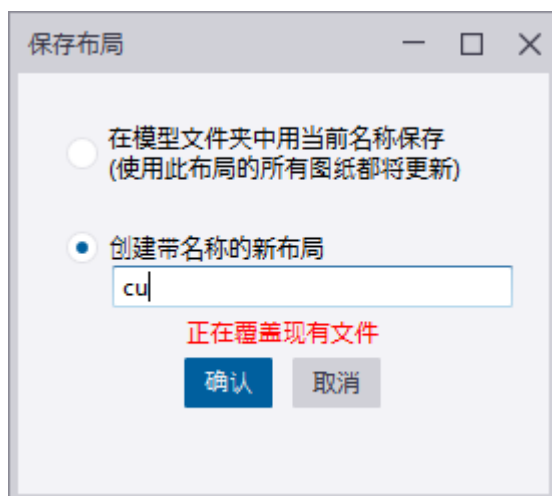 保存布局
在模型文件夹中用当前名称保存
(使用此布局的所有图纸都将更新)
创建带名称的新布局
cu
正在覆盖现有文件
确认 取消